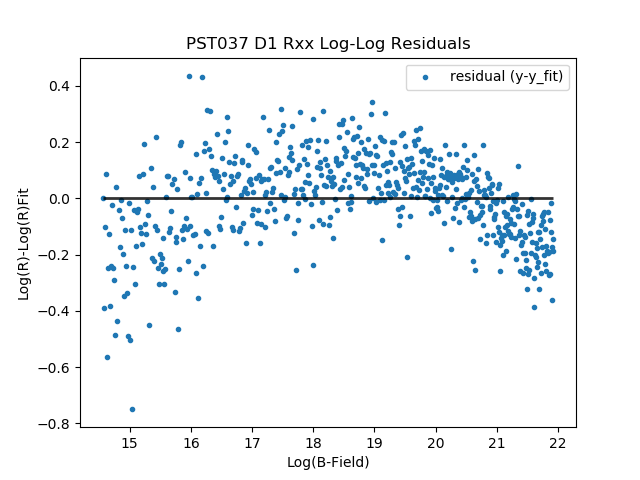 PST037 D1 Rxx Log-Log Residuals
residual (y-y_fit)
Log(R)-Log(R)Fit
0.4
0.2
0.0
−0.2
−0.4
−0.6
−0.8
15 16 17 18 19 20 21 22
Log(B-Field)